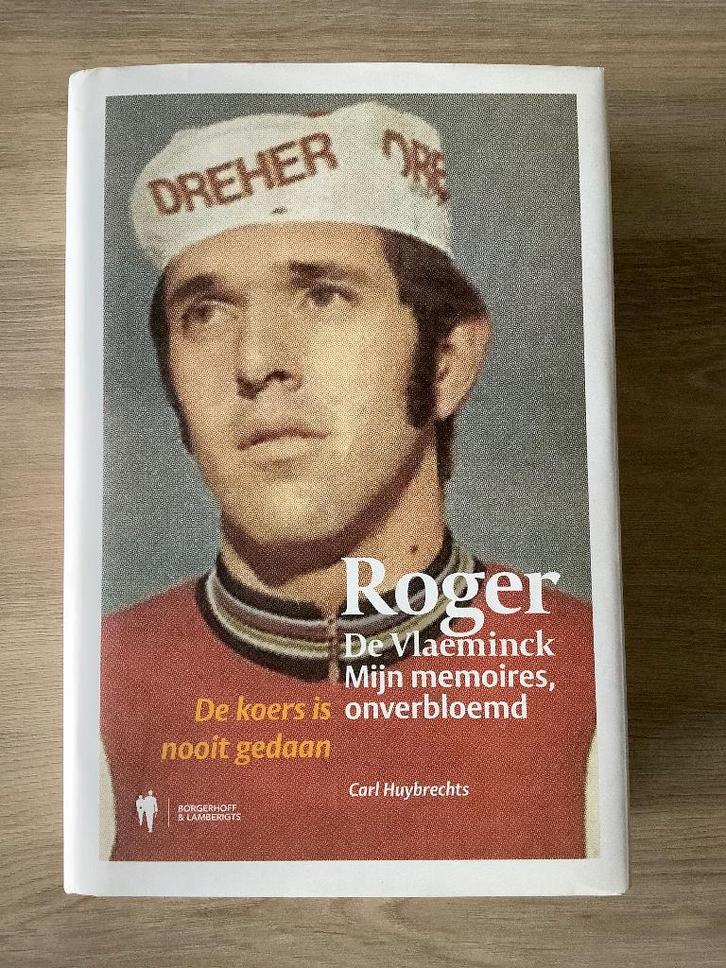 DREHER DRE
Roger
De Vlaeminck
Mijn memoires,
De koers is onverbloemd
nooit gedaan
Carl Huybrechts
BORGERHOFF
& LAMBERIGTS